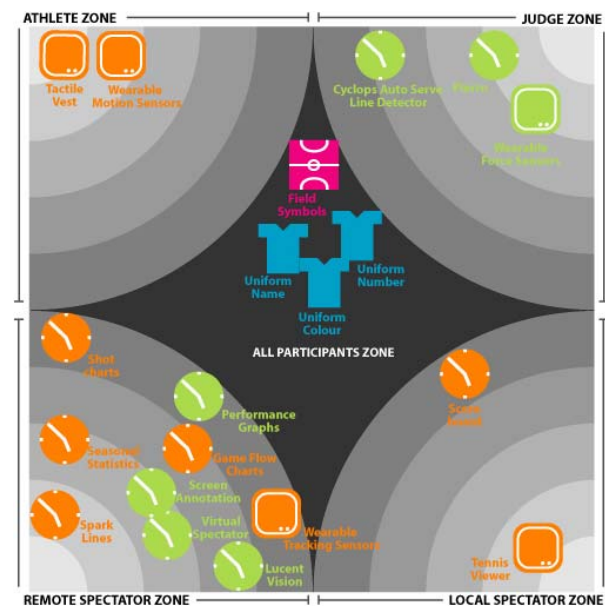 ATHLETE ZONE
JUDGE ZONE
Tactile
Vest
Wearable
Motion Sensors
Cyclops Auto Serve
Line Detector
Wearable
Force Sensors
Field
Symbols
Uniform
Name
Uniform
Number
Uniform
Colour
ALL PARTICIPANTS ZONE
Shot
charts
Performance
Graphs
Score
Board
Seasonal
Statistics
Game Flow
Charts
Screen
Annotation
Spark
Lines
Virtual
Spectator
Wearable
Tracking Sensors
Lucent
Vision
Tennis
Viewer
REMOTE SPECTATOR ZONE
LOCAL SPECTATOR ZONE